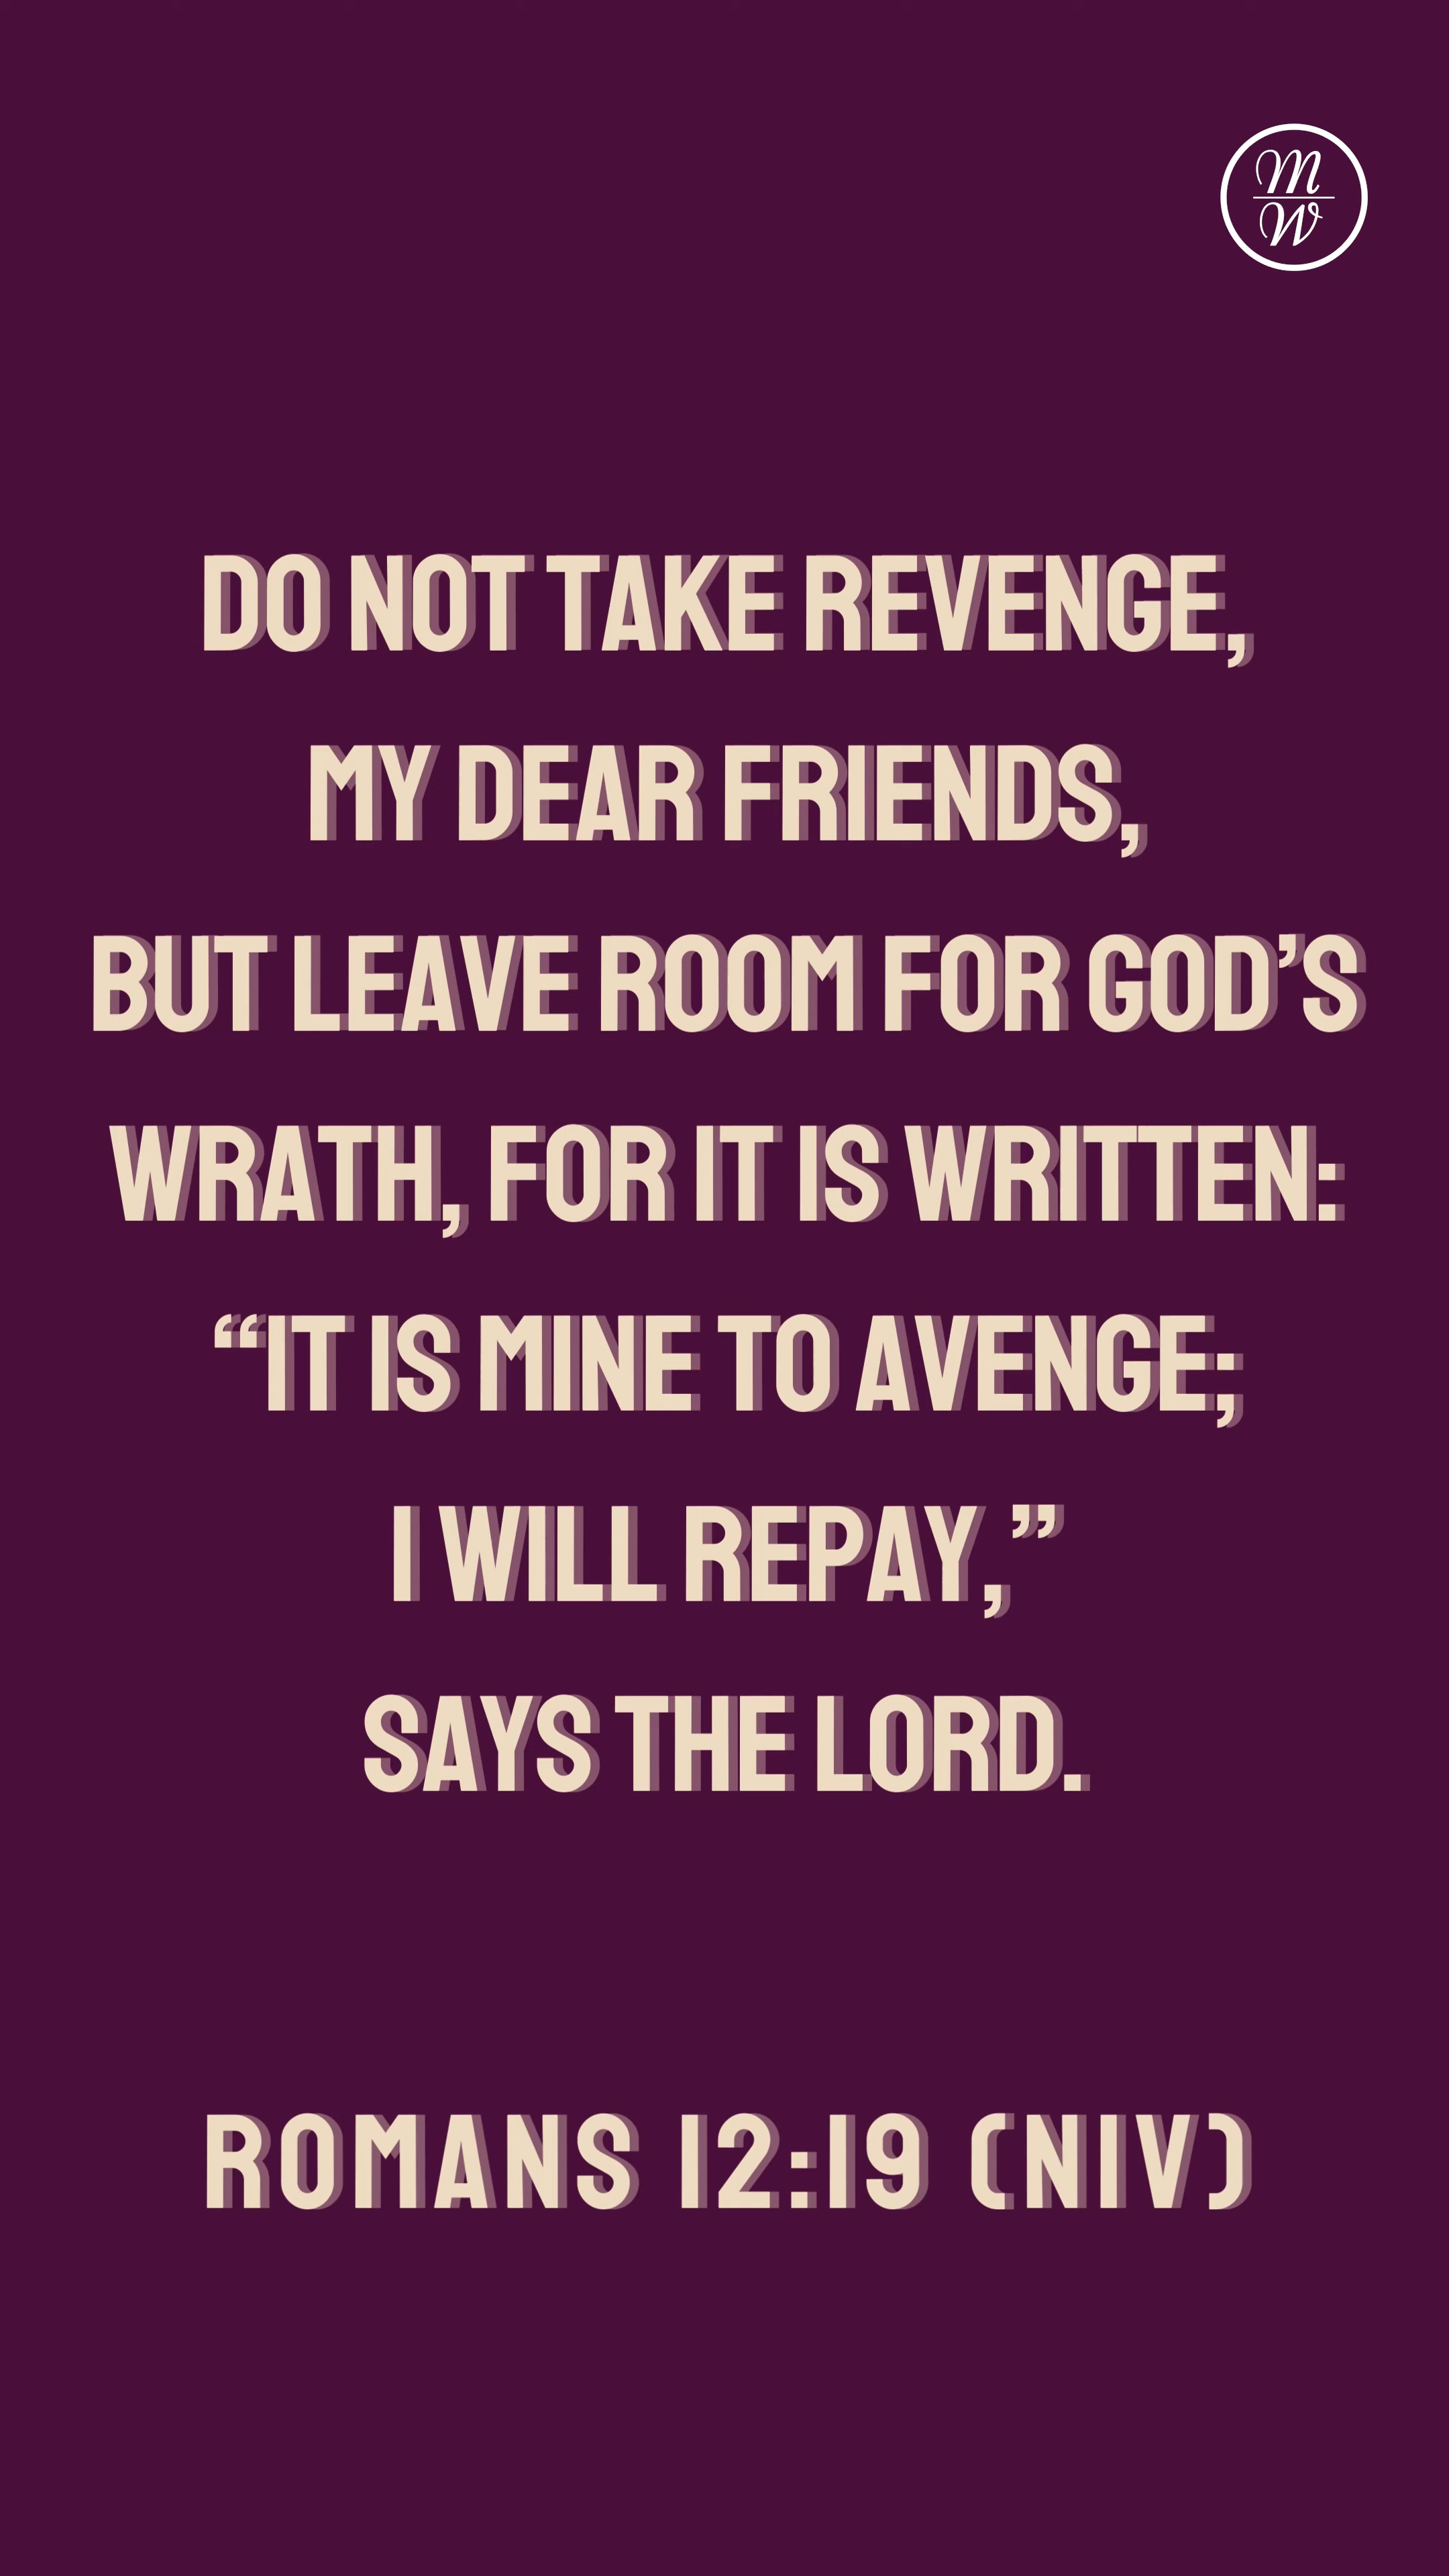 M
W
DO NOT TAKE REVENGE,
MY DEAR FRIENDS,
BUT LEAVE ROOM FOR GOD’S
WRATH, FOR IT IS WRITTEN:
“IT IS MINE TO AVENGE;
I WILL REPAY,”
SAYS THE LORD.
ROMANS 12:19 (NIV)